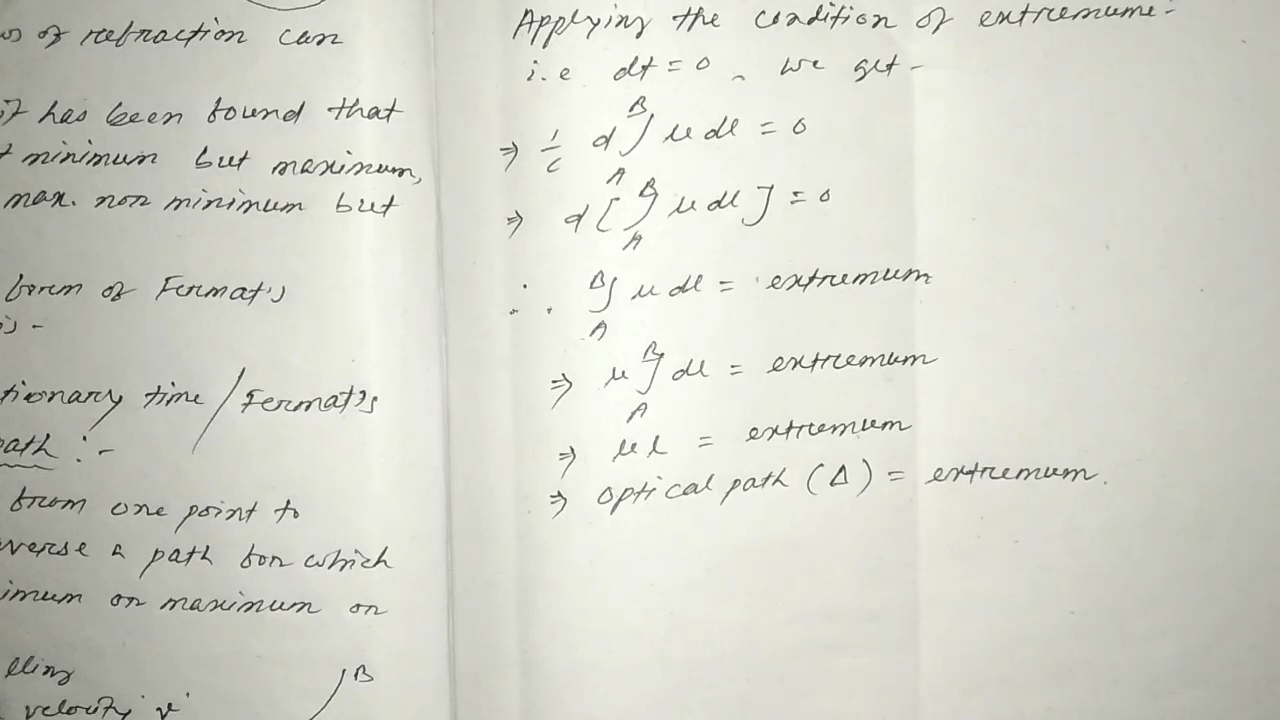 ws of refraction can
it has been found that
t minimum but maximum,
max. nor minimum but
form of Fermat's
is -
tionary time / Fermat's
path :-
from one point to
verse a path for which
imum or maximum or
elling
velocity v
B
Applying the condition of extremume -
i.e dt = 0, we get -
⇒ 1/c d ∫_A^B μ dl = 0
⇒ d [ ∫_A^B μ dl ] = 0
∴ ∫_A^B μ dl = extremum
⇒ μ ∫_A^B dl = extremum
⇒ μ l = extremum
⇒ optical path (Δ) = extremum.